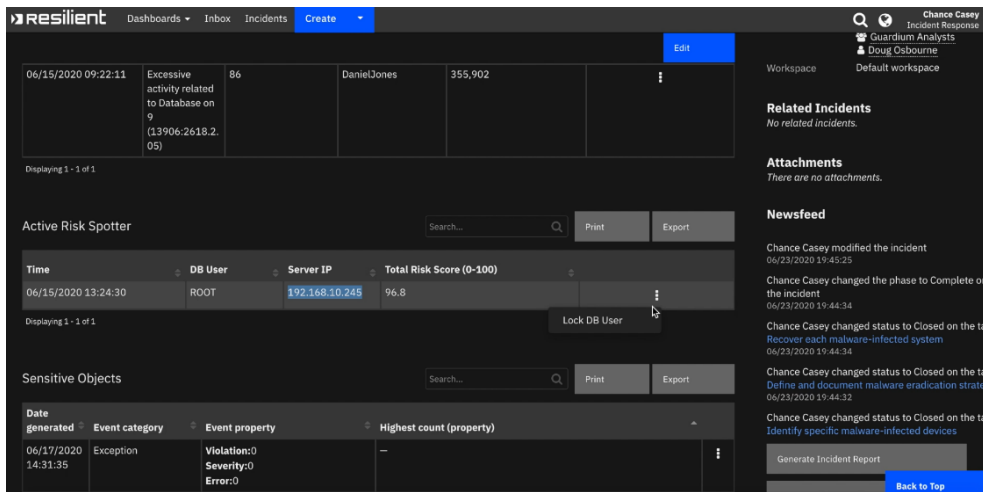 Resilient
Dashboards Inbox Incidents Create
Chance Casey
Incident Response
Edit
06/15/2020 09:22:11 Excessive 86 DanielJones 355,902
activity related
to Database on
9
(13906:2618.2.
05)
Displaying 1 - 1 of 1
Active Risk Spotter Search... Print Export
Time DB User Server IP Total Risk Score (0-100)
06/15/2020 13:24:30 ROOT 192.168.10.245 96.8
Lock DB User
Displaying 1 - 1 of 1
Sensitive Objects Search... Print Export
Date
generated Event category Event property Highest count (property)
06/17/2020 Exception Violation:0 –
14:31:35 Severity:0
Error:0
Guardium Analysts
Doug Osbourne
Workspace Default workspace
Related Incidents
No related incidents.
Attachments
There are no attachments.
Newsfeed
Chance Casey modified the incident
06/23/2020 19:45:25
Chance Casey changed the phase to Complete o
the incident
06/23/2020 19:44:34
Chance Casey changed status to Closed on the ta
Recover each malware-infected system
06/23/2020 19:44:34
Chance Casey changed status to Closed on the ta
Define and document malware eradication strate
06/23/2020 19:44:32
Chance Casey changed status to Closed on the ta
Identify specific malware-infected devices
Generate Incident Report
Back to Top